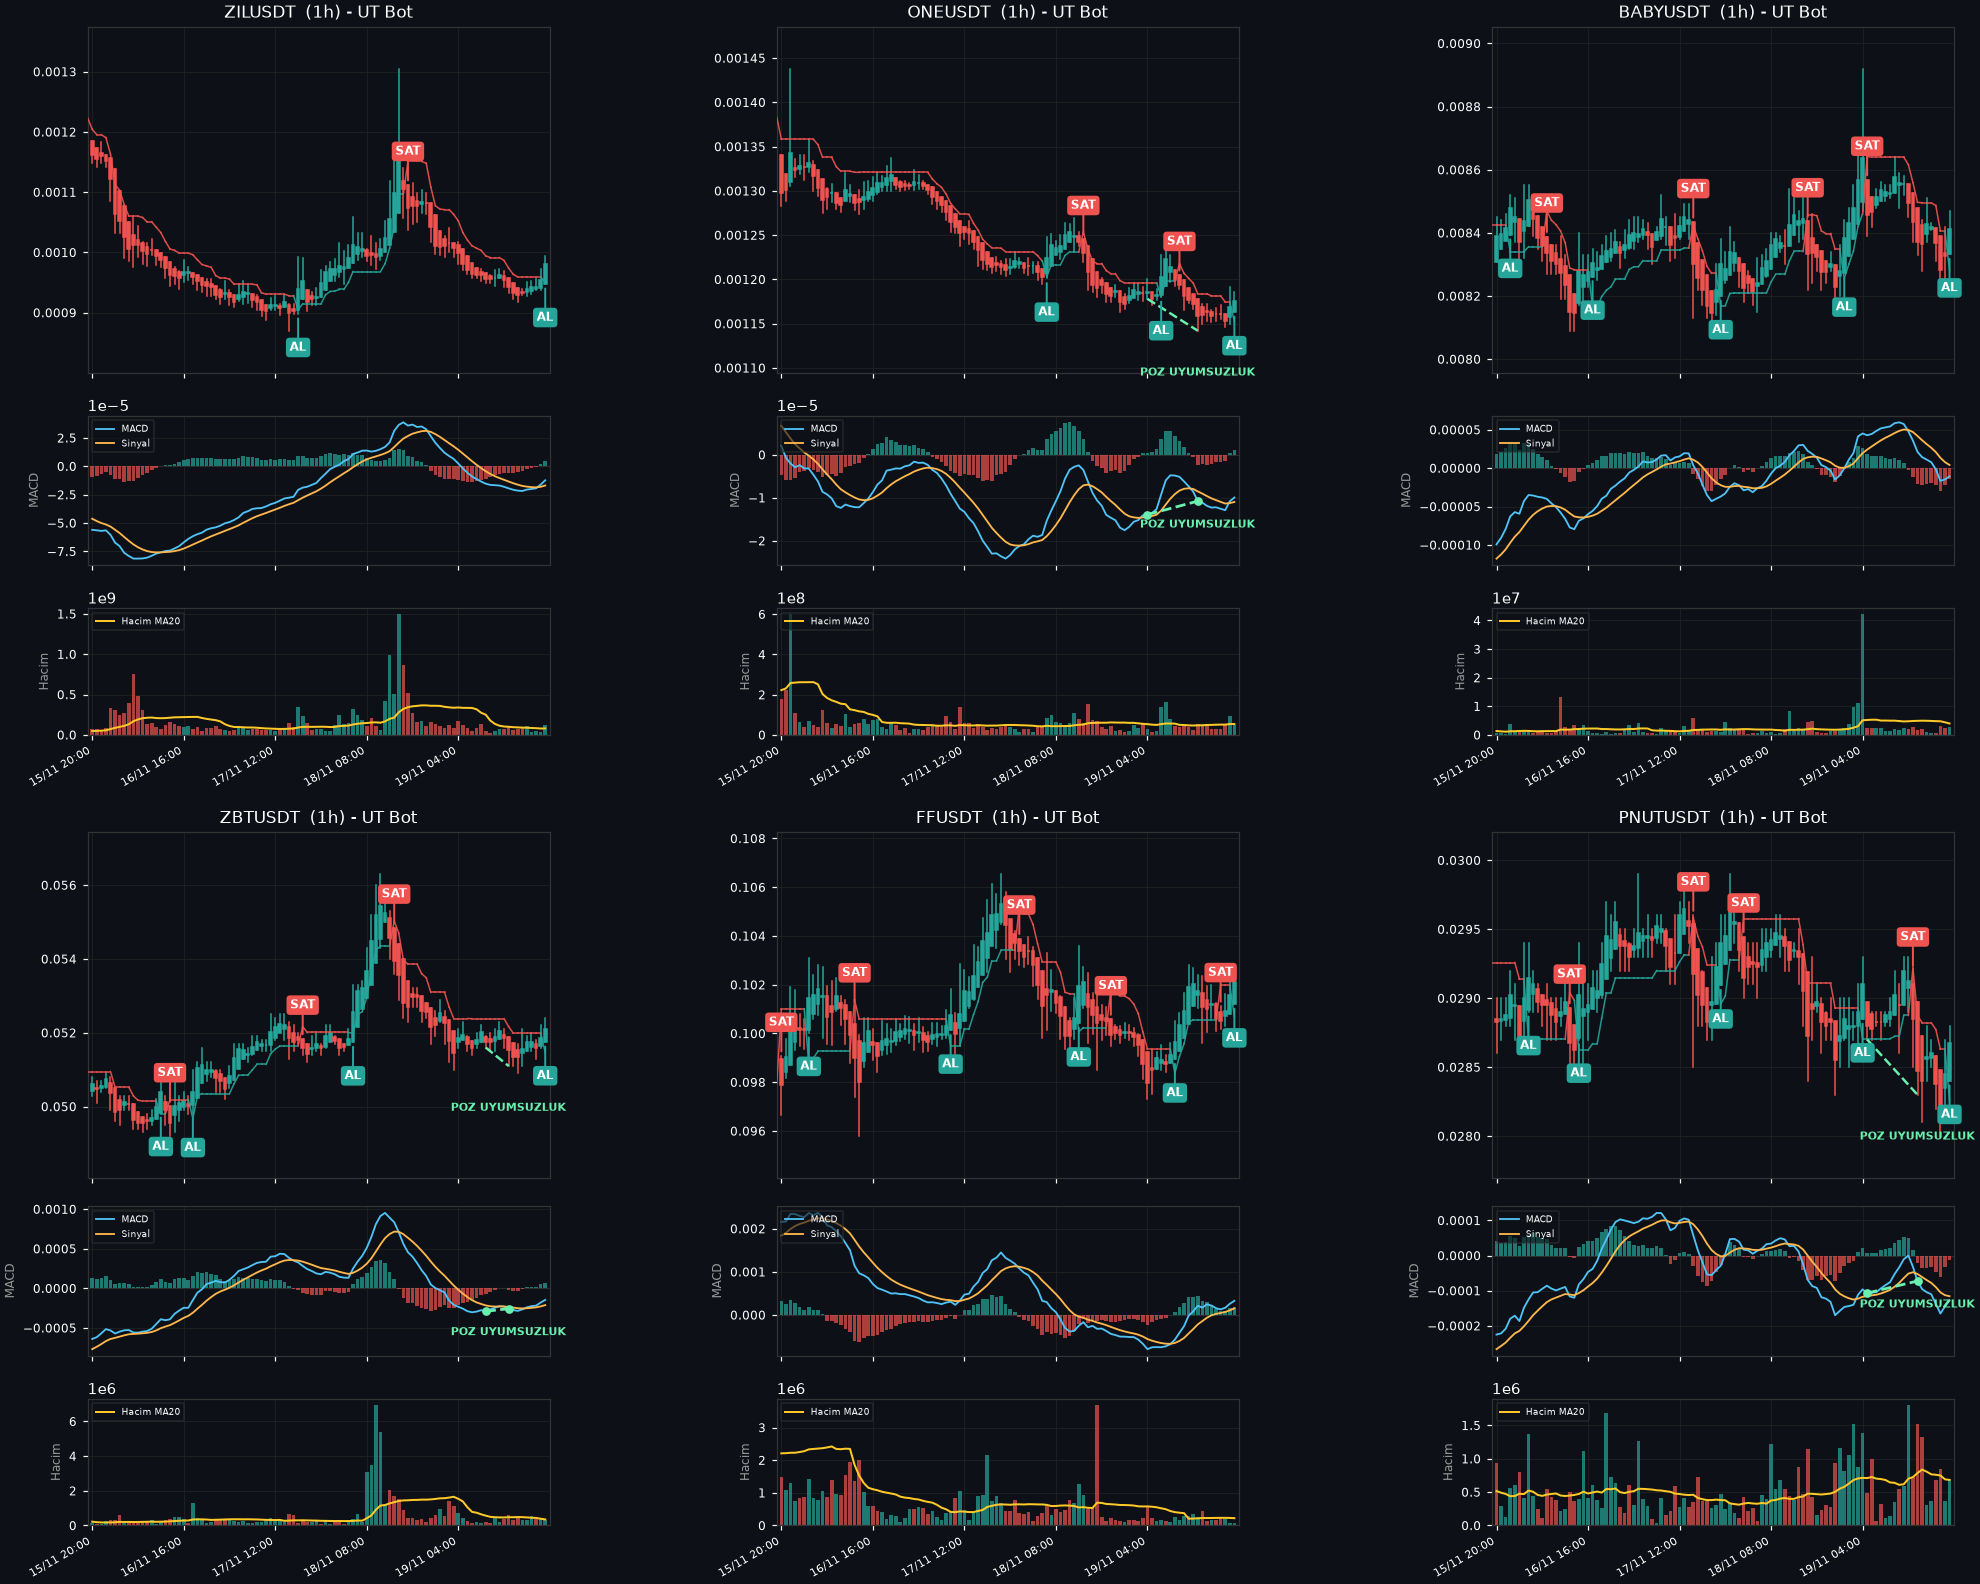 ZILUSDT (1h) - UT Bot
0.0013
0.0012
0.0011
0.0010
0.0009
SAT
AL
AL
1e−5
MACD
Sinyal
2.5
0.0
−2.5
−5.0
−7.5
MACD
1e9
Hacim MA20
1.5
1.0
0.5
0.0
Hacim
15/11 20:00
16/11 16:00
17/11 12:00
18/11 08:00
19/11 04:00
ONEUSDT (1h) - UT Bot
0.00145
0.00140
0.00135
0.00130
0.00125
0.00120
0.00115
0.00110
SAT
SAT
AL
AL
AL
POZ UYUMSUZLUK
1e−5
MACD
Sinyal
0
−1
−2
MACD
POZ UYUMSUZLUK
1e8
Hacim MA20
6
4
2
0
Hacim
15/11 20:00
16/11 16:00
17/11 12:00
18/11 08:00
19/11 04:00
BABYUSDT (1h) - UT Bot
0.0090
0.0088
0.0086
0.0084
0.0082
0.0080
SAT
SAT
SAT
SAT
AL
AL
AL
AL
AL
MACD
Sinyal
0.00005
0.00000
−0.00005
−0.00010
MACD
1e7
Hacim MA20
4
3
2
1
0
Hacim
15/11 20:00
16/11 16:00
17/11 12:00
18/11 08:00
19/11 04:00
ZBTUSDT (1h) - UT Bot
0.056
0.054
0.052
0.050
SAT
SAT
SAT
AL
AL
AL
AL
POZ UYUMSUZLUK
MACD
Sinyal
0.0010
0.0005
0.0000
−0.0005
MACD
POZ UYUMSUZLUK
1e6
Hacim MA20
6
4
2
0
Hacim
15/11 20:00
16/11 16:00
17/11 12:00
18/11 08:00
19/11 04:00
FFUSDT (1h) - UT Bot
0.108
0.106
0.104
0.102
0.100
0.098
0.096
SAT
SAT
SAT
SAT
SAT
AL
AL
AL
AL
AL
MACD
Sinyal
0.002
0.001
0.000
MACD
1e6
Hacim MA20
3
2
1
0
Hacim
15/11 20:00
16/11 16:00
17/11 12:00
18/11 08:00
19/11 04:00
PNUTUSDT (1h) - UT Bot
0.0300
0.0295
0.0290
0.0285
0.0280
SAT
SAT
SAT
SAT
AL
AL
AL
AL
AL
POZ UYUMSUZLUK
MACD
Sinyal
0.0001
0.0000
−0.0001
−0.0002
MACD
POZ UYUMSUZLUK
1e6
Hacim MA20
1.5
1.0
0.5
0.0
Hacim
15/11 20:00
16/11 16:00
17/11 12:00
18/11 08:00
19/11 04:00